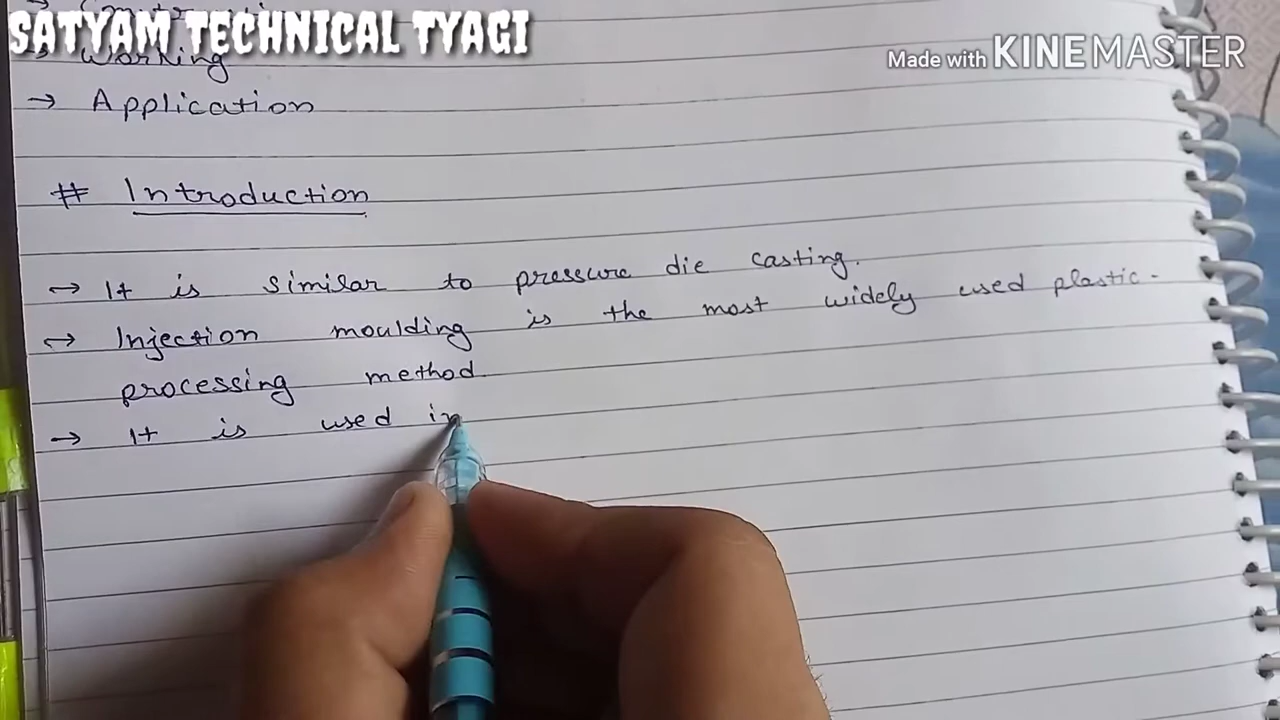 SATYAM TECHNICAL TYAGI
Made with KINEMASTER
→ Working
→ Application
# Introduction
→ It is similar to pressure die casting.
→ Injection moulding is the most widely used plastic-
processing method.
→ It is used in